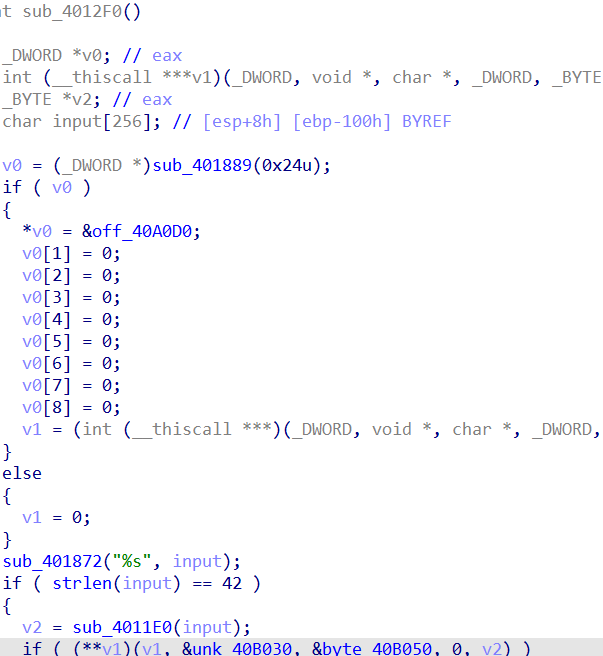 nt sub_4012F0()
_DWORD *v0; // eax
int (__thiscall ***v1)(_DWORD, void *, char *, _DWORD, _BYTE
_BYTE *v2; // eax
char input[256]; // [esp+8h] [ebp-100h] BYREF
v0 = (_DWORD *)sub_401889(0x24u);
if ( v0 )
{
*v0 = &off_40A0D0;
v0[1] = 0;
v0[2] = 0;
v0[3] = 0;
v0[4] = 0;
v0[5] = 0;
v0[6] = 0;
v0[7] = 0;
v0[8] = 0;
v1 = (int (__thiscall ***)(_DWORD, void *, char *, _DWORD,
}
else
{
v1 = 0;
}
sub_401872("%s", input);
if ( strlen(input) == 42 )
{
v2 = sub_4011E0(input);
if ( (**v1)(v1, &unk_40B030, &byte_40B050, 0, v2) )